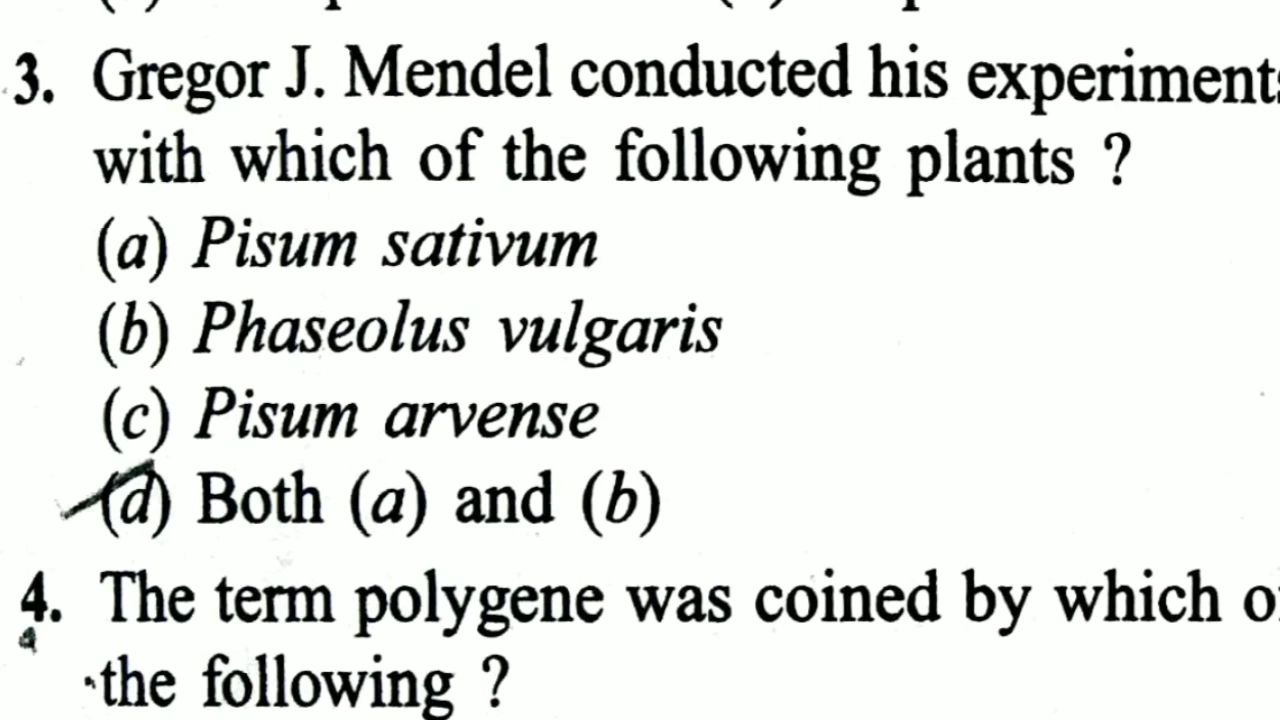 3. Gregor J. Mendel conducted his experiments
with which of the following plants ?
(a) Pisum sativum
(b) Phaseolus vulgaris
(c) Pisum arvense
(d) Both (a) and (b)
4. The term polygene was coined by which o
the following ?